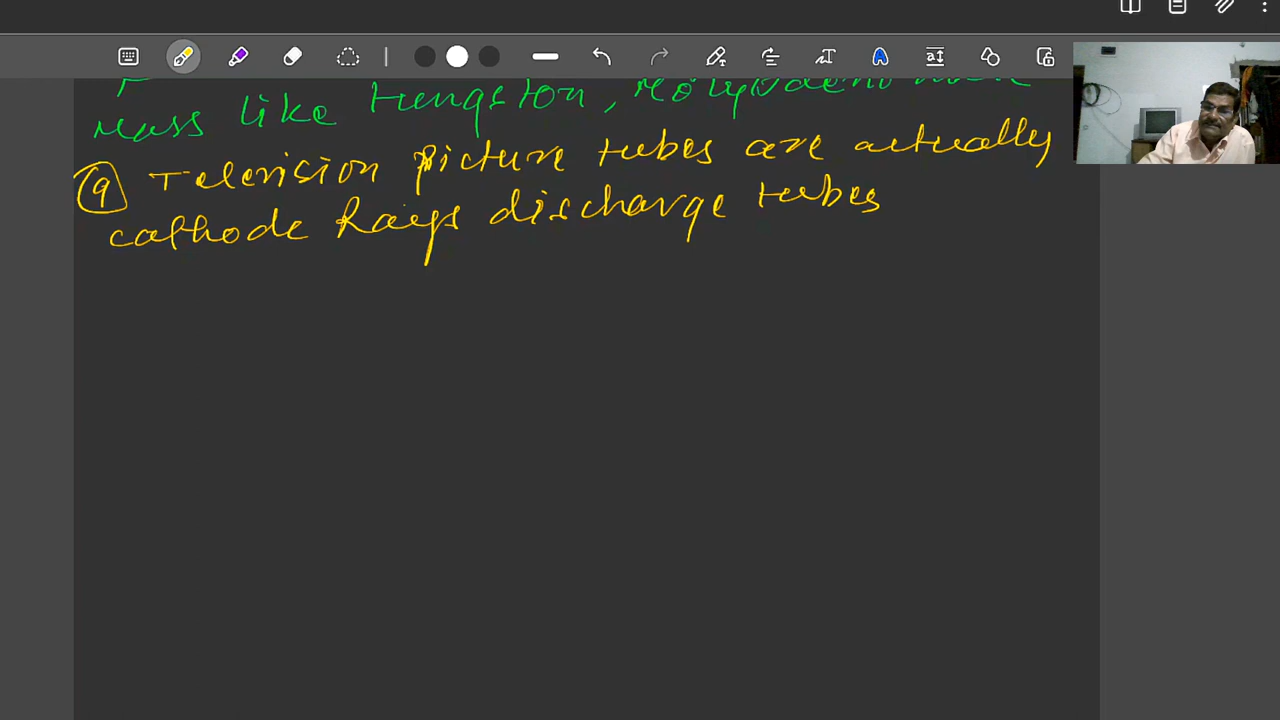 mass like tungston,
9 Television picture tubes are actually
cathode Rays discharge tubes